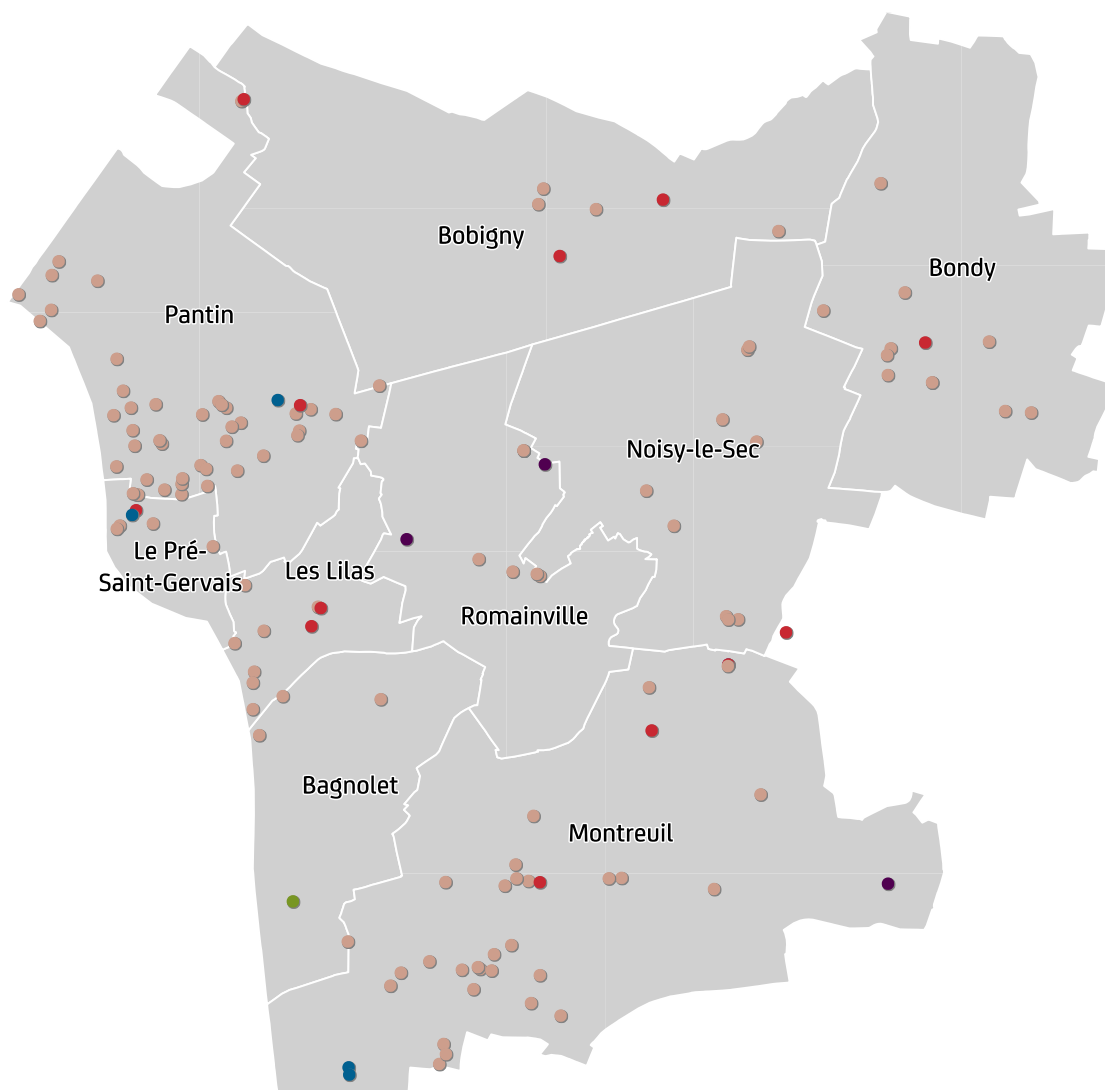 Bobigny
Bondy
Pantin
Noisy-le-Sec
Le Pré-
Saint-Gervais
Les Lilas
Romainville
Bagnolet
Montreuil